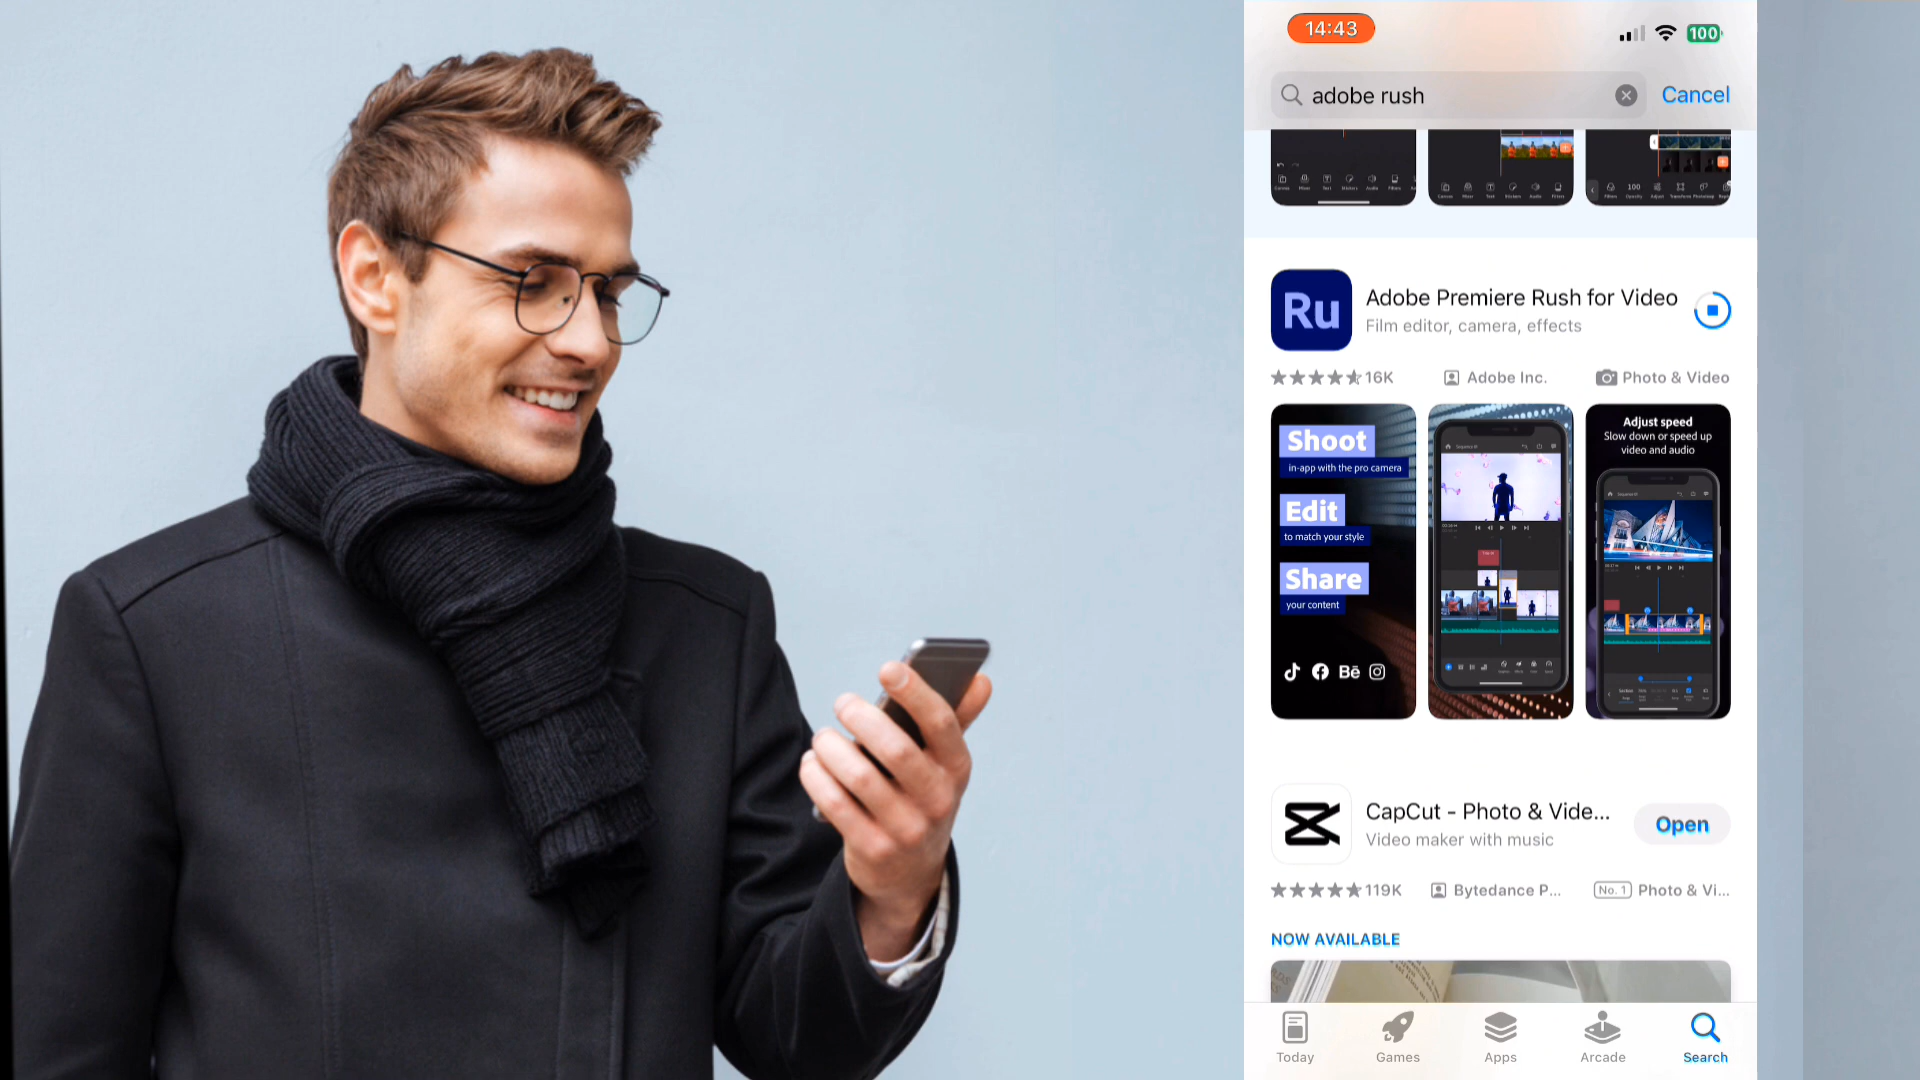 14:43
100
adobe rush
Cancel
Ru
Adobe Premiere Rush for Video
Film editor, camera, effects
16K
Adobe Inc.
Photo & Video
Shoot
in-app with the pro camera
Edit
to match your style
Share
your content
Bē
Adjust speed
Slow down or speed up
video and audio
CapCut - Photo & Vide...
Video maker with music
Open
119K
Bytedance P...
No. 1
Photo & Vi...
NOW AVAILABLE
Today
Games
Apps
Arcade
Search